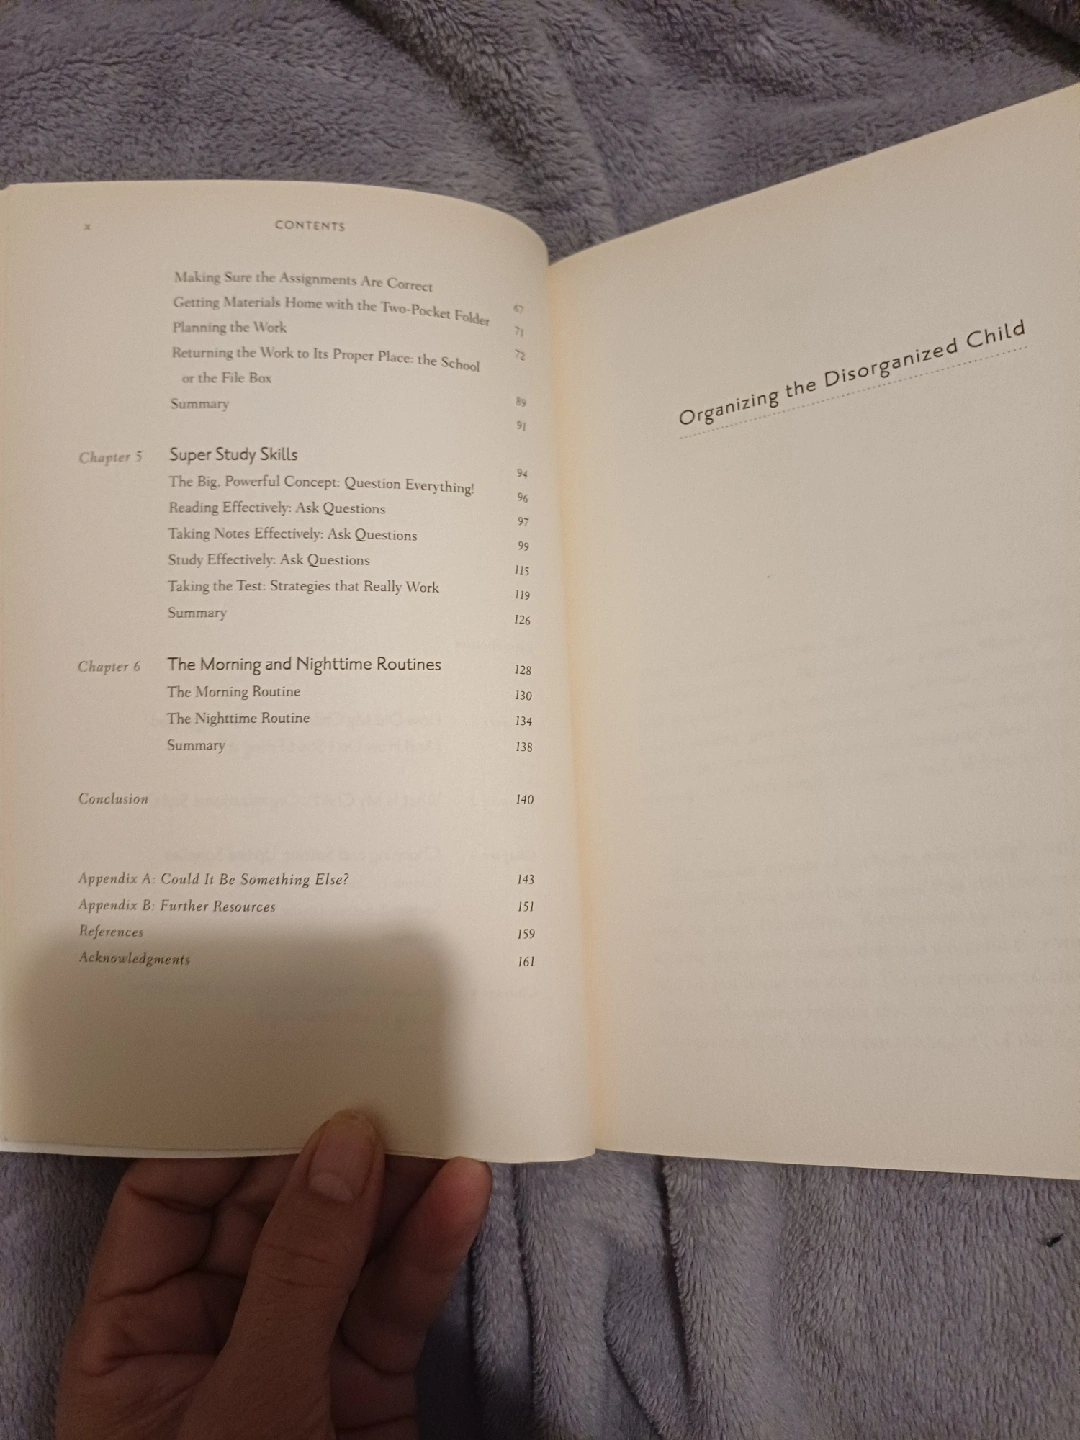 x CONTENTS
Making Sure the Assignments Are Correct 67
Getting Materials Home with the Two-Pocket Folder 71
Planning the Work 72
Returning the Work to Its Proper Place: the School
or the File Box 89
Summary 91
Chapter 5 Super Study Skills 94
The Big, Powerful Concept: Question Everything! 96
Reading Effectively: Ask Questions 97
Taking Notes Effectively: Ask Questions 99
Study Effectively: Ask Questions 115
Taking the Test: Strategies that Really Work 119
Summary 126
Chapter 6 The Morning and Nighttime Routines 128
The Morning Routine 130
The Nighttime Routine 134
Summary 138
Conclusion 140
Appendix A: Could It Be Something Else? 143
Appendix B: Further Resources 151
References 159
Acknowledgments 161
Organizing the Disorganized Child